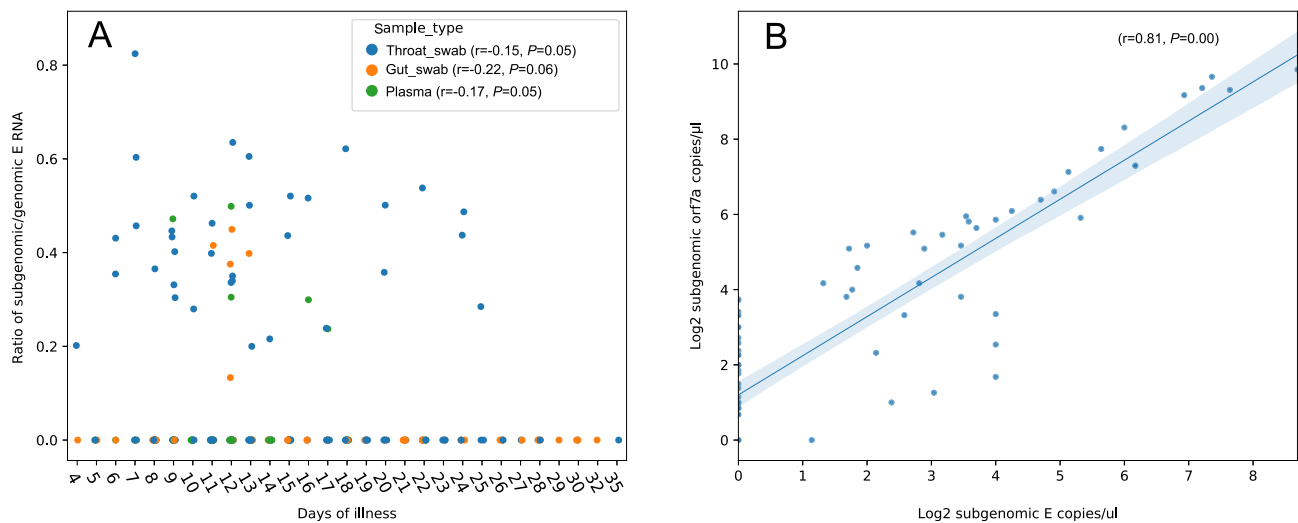 A
Sample_type
Throat_swab (r=-0.15, P=0.05)
Gut_swab (r=-0.22, P=0.06)
Plasma (r=-0.17, P=0.05)
Ratio of subgenomic/genomic E RNA
0.8
0.6
0.4
0.2
0.0
4 5 6 7 8 9 10 11 12 13 14 15 16 17 18 19 20 21 22 23 24 25 26 27 28 29 30 32 35
Days of illness
B
(r=0.81, P=0.00)
Log2 subgenomic orf7a copies/µl
10
8
6
4
2
0
0 1 2 3 4 5 6 7 8
Log2 subgenomic E copies/ul